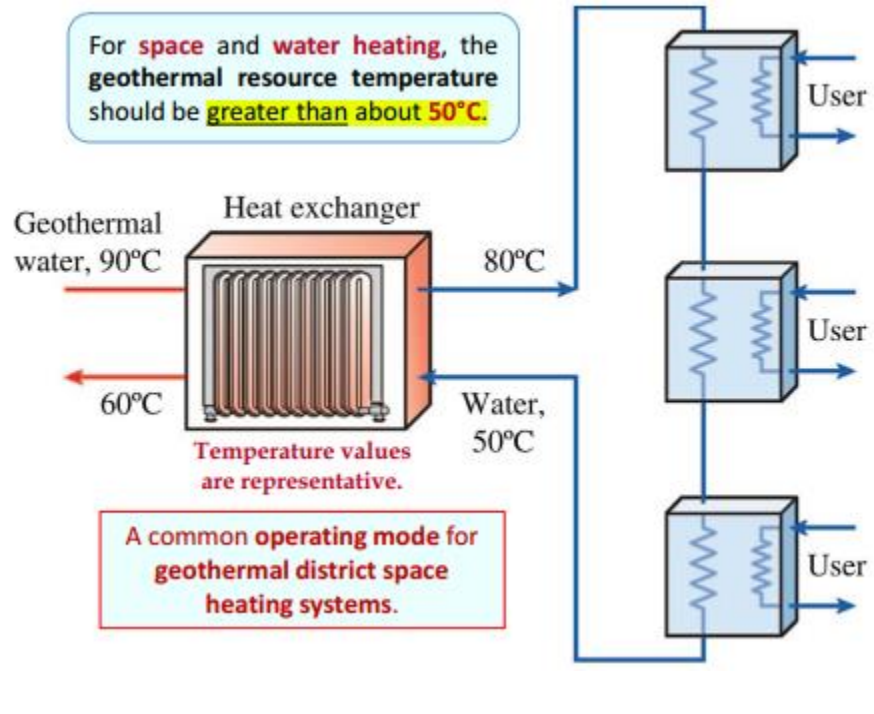 For space and water heating, the
geothermal resource temperature
should be greater than about 50°C.
User
Heat exchanger
Geothermal
water, 90ºC
80ºC
User
60ºC
Water,
50ºC
Temperature values
are representative.
A common operating mode for
geothermal district space
heating systems.
User